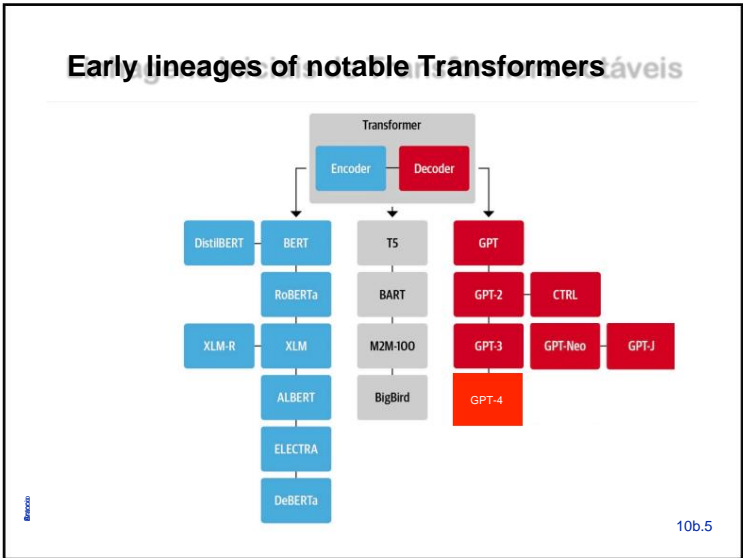 Early lineages of notable Transformers
Transformer
Encoder
Decoder
DistilBERT
BERT
T5
GPT
RoBERTa
BART
GPT-2
CTRL
XLM-R
XLM
M2M-100
GPT-3
GPT-Neo
GPT-J
ALBERT
BigBird
GPT-4
ELECTRA
DeBERTa
10b.5